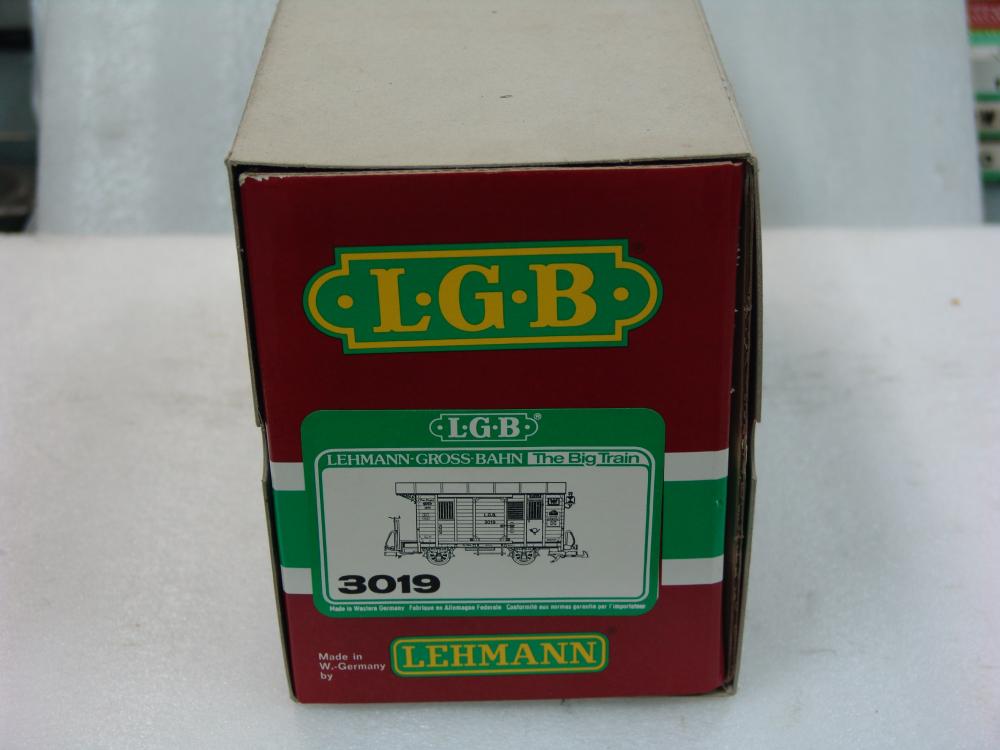 L·G·B®
L·G·B®
LEHMANN-GROSS-BAHN The Big Train
L.G.B
3019
3019
Made in Western Germany Fabriqué en Allemagne Federale Conformité aux normes garantie par l'importateur
Made in
W.-Germany
by
LEHMANN